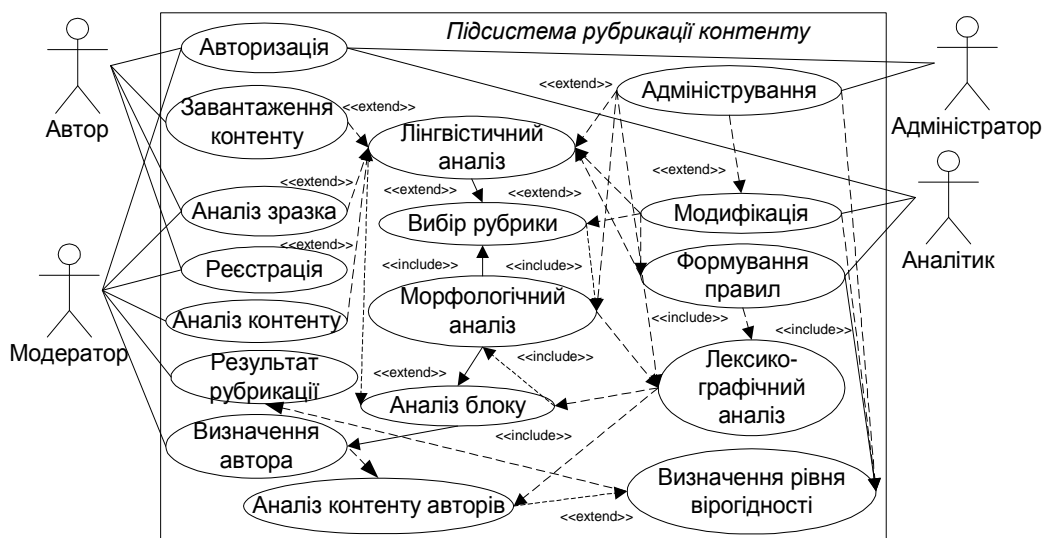 Підсистема рубрикації контенту
Авторизація
<<extend>>
Адміністрування
Автор
Адміністратор
Завантаження
контенту
<<extend>>
Лінгвістичний
аналіз
<<extend>>
<<extend>>
<<extend>>
<<extend>>
Аналіз зразка
Вибір рубрики
Модифікація
<<extend>>
Аналітик
Реєстрація
<<include>>
<<include>>
Формування
правил
Морфологічний
аналіз
Аналіз контенту
<<include>>
Модератор
Результат
рубрикації
<<include>>
<<extend>>
Лексико-
графічний
аналіз
Аналіз блоку
Визначення
автора
<<include>>
Аналіз контенту авторів
<<extend>>
Визначення рівня
вірогідності